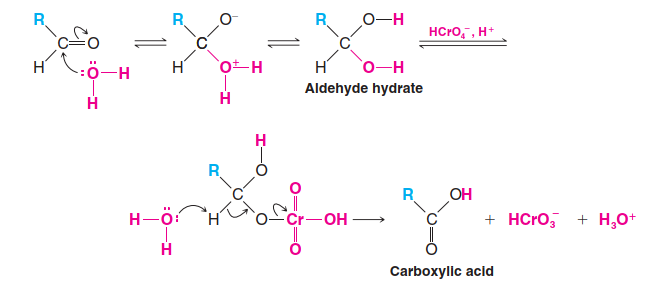 R O⁻ R O—H
R C=O C C HCrO₄⁻, H⁺
H :Ö—H H O⁺—H H O—H
H H Aldehyde hydrate
H
R O
C O R OH
H—Ö: H O—Cr—OH C + HCrO₃⁻ + H₃O⁺
H O O
Carboxylic acid